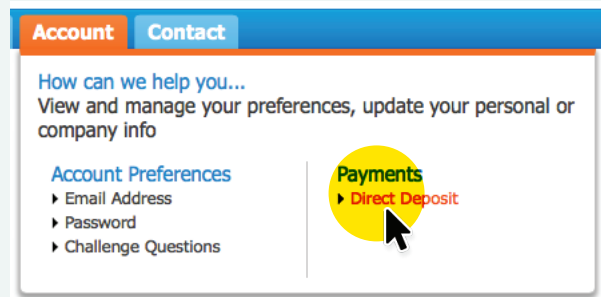 Account Contact
How can we help you...
View and manage your preferences, update your personal or
company info
Account Preferences
Email Address
Password
Challenge Questions
Payments
Direct Deposit